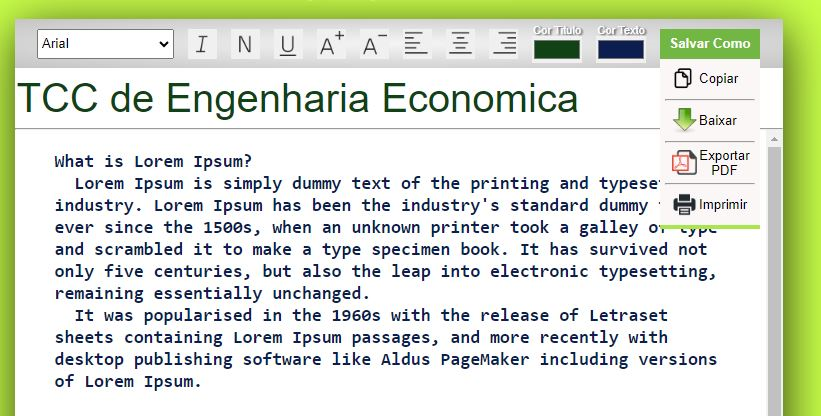 Arial
I N U A+ A-
Cor Titulo
Cor Texto
Salvar Como
Copiar
Baixar
Exportar
PDF
Imprimir
TCC de Engenharia Economica
What is Lorem Ipsum?
Lorem Ipsum is simply dummy text of the printing and
industry. Lorem Ipsum has been the industry's standard dummy
ever since the 1500s, when an unknown printer took a galley of type
and scrambled it to make a type specimen book. It has survived not
only five centuries, but also the leap into electronic typesetting,
remaining essentially unchanged.
It was popularised in the 1960s with the release of Letraset
sheets containing Lorem Ipsum passages, and more recently with
desktop publishing software like Aldus PageMaker including versions
of Lorem Ipsum.